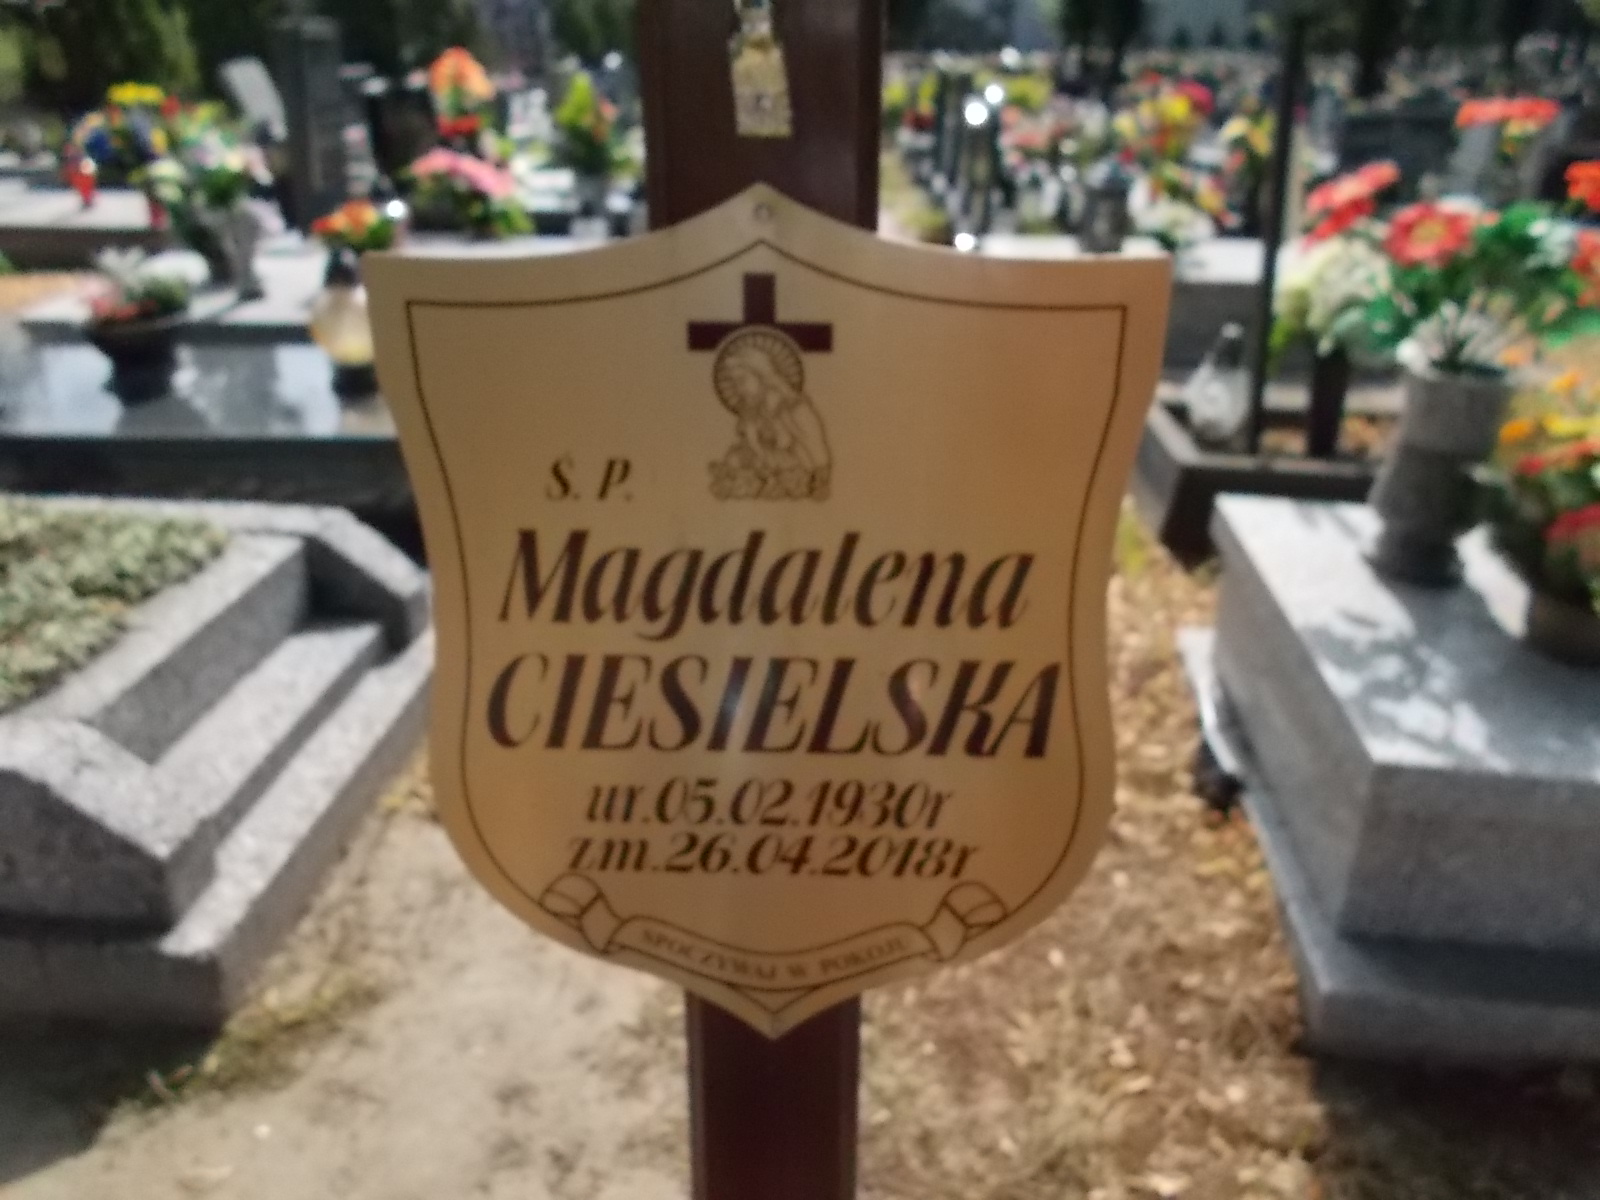 Ś. P.
Magdalena
CIESIELSKA
ur.05.02.1930r
zm.26.04.2018r
SPOCZYWAJ W POKOJU